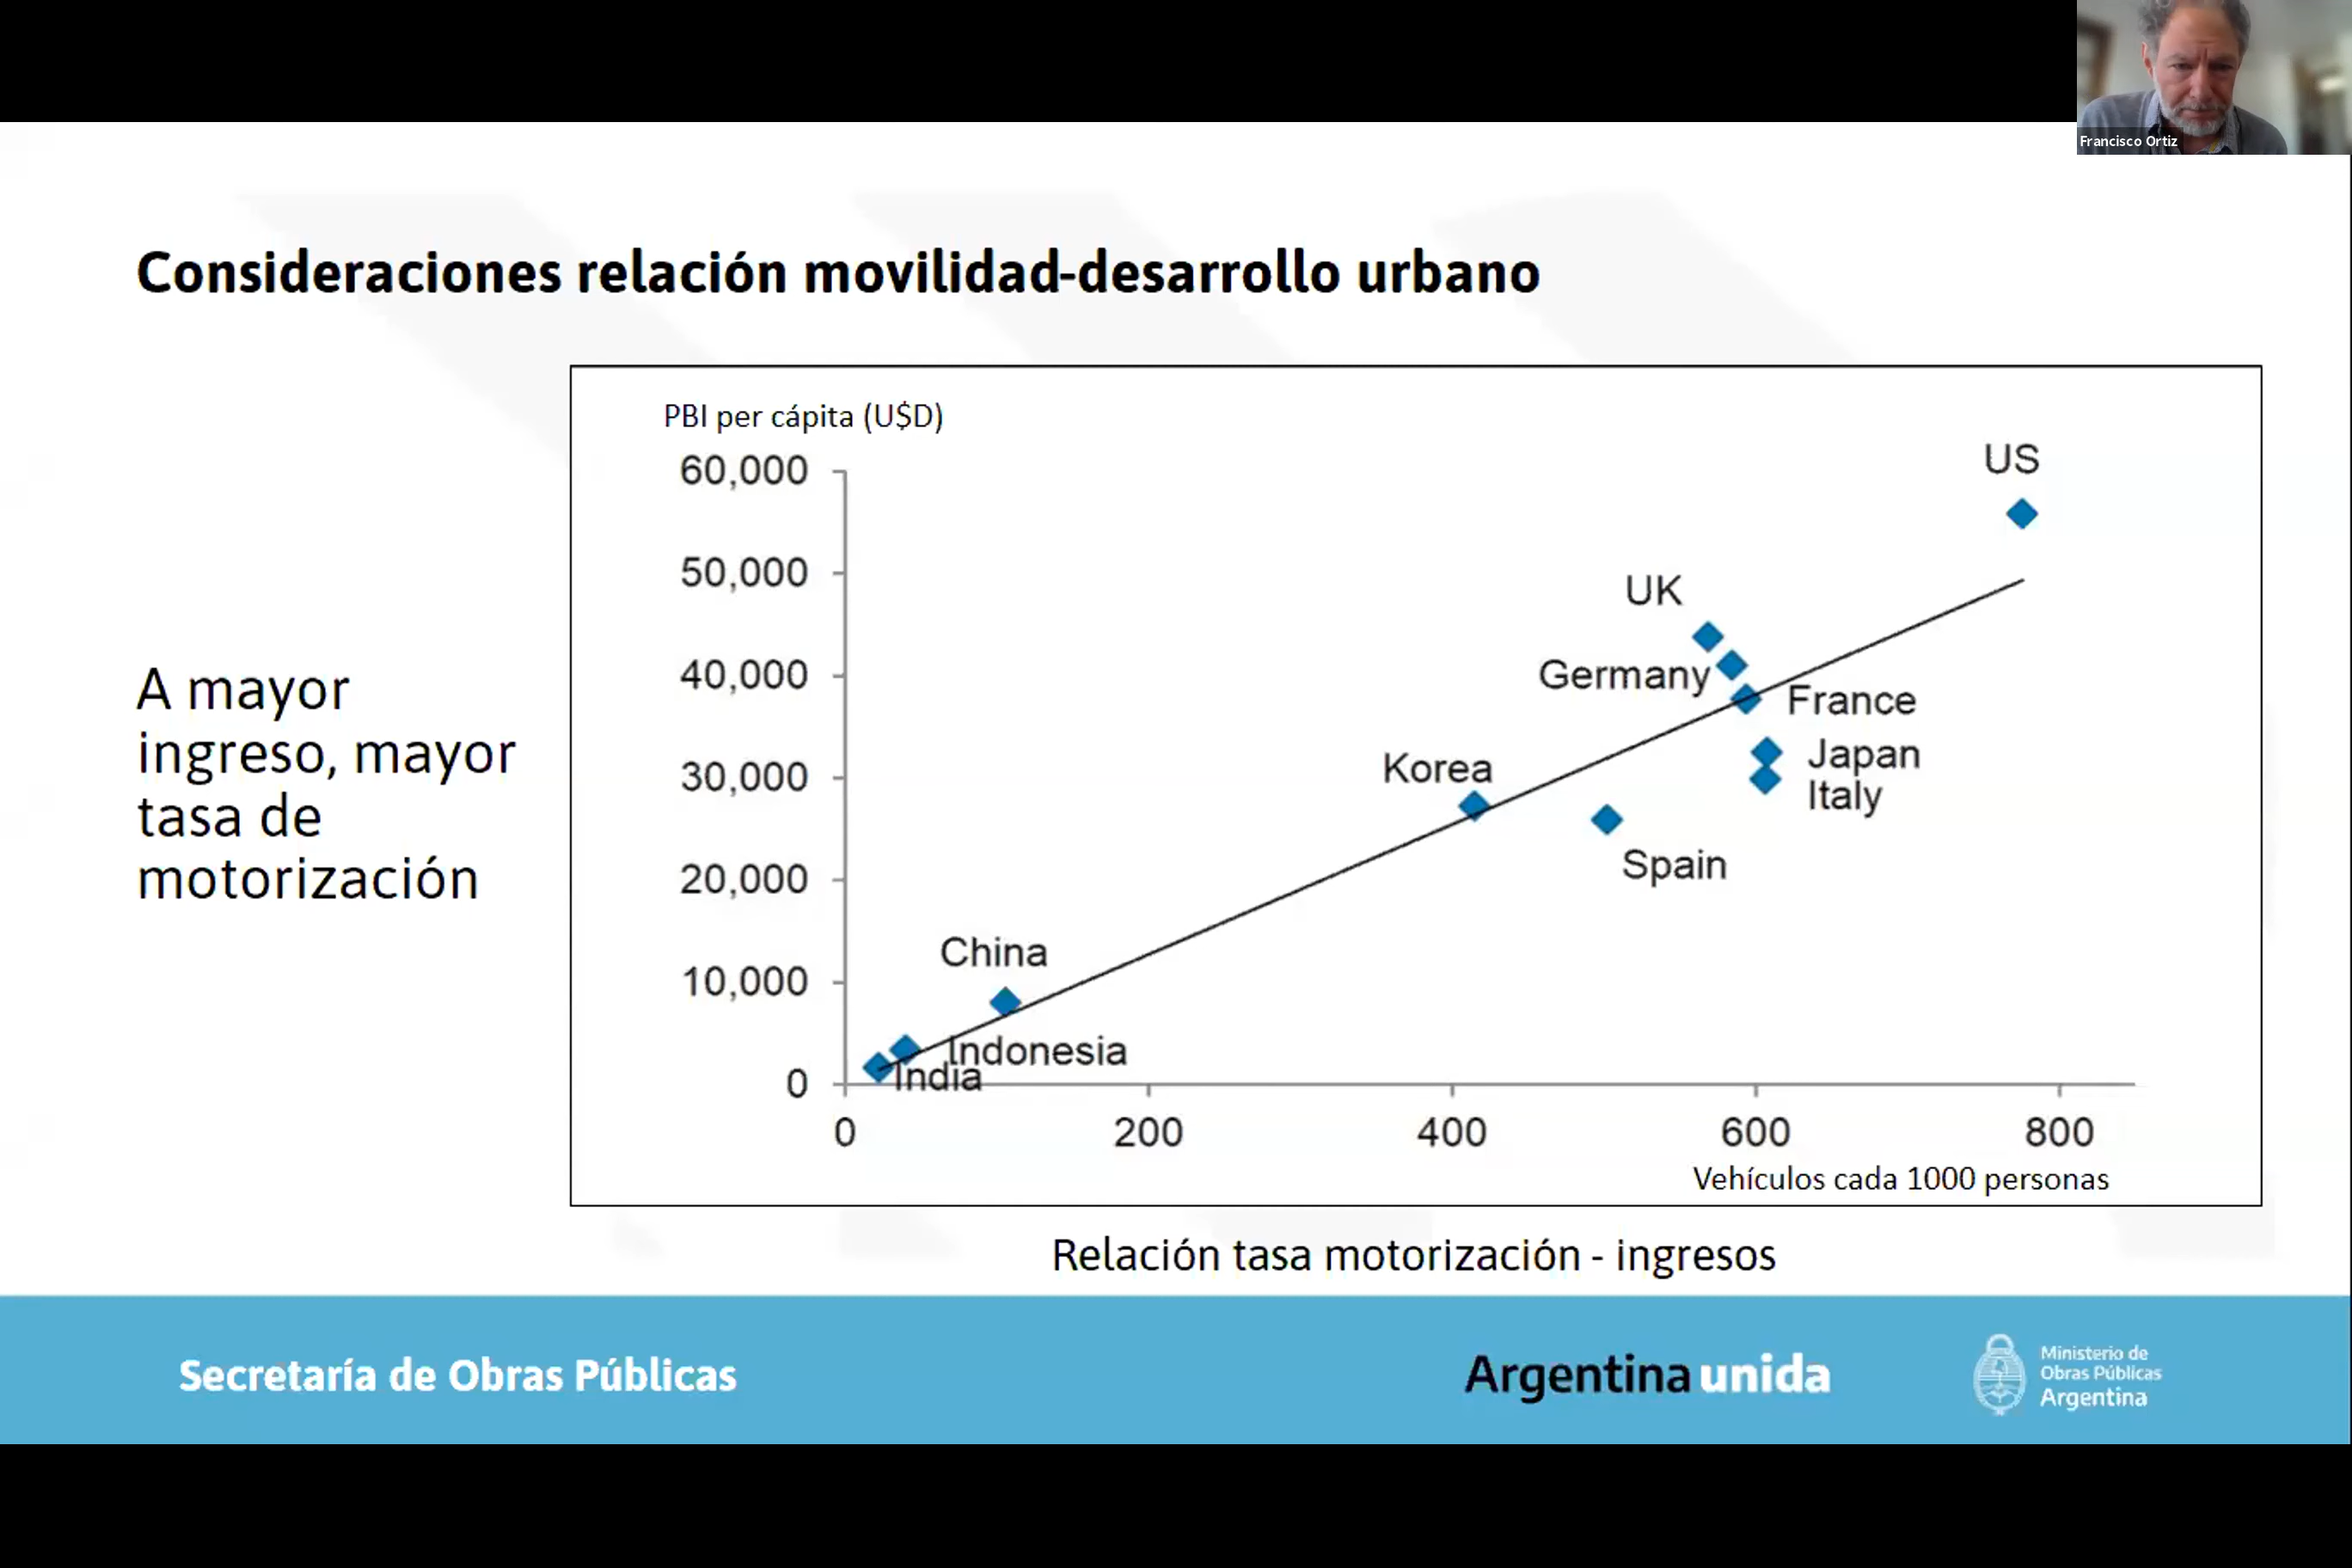 Francisco Ortiz
Consideraciones relación movilidad-desarrollo urbano
A mayor
ingreso, mayor
tasa de
motorización
PBI per cápita (U$D)
60,000
50,000
40,000
30,000
20,000
10,000
0
US
UK
Germany
France
Japan
Italy
Korea
Spain
China
Indonesia
India
0 200 400 600 800
Vehículos cada 1000 personas
Relación tasa motorización - ingresos
Secretaría de Obras Públicas
Argentina unida
Ministerio de
Obras Públicas
Argentina